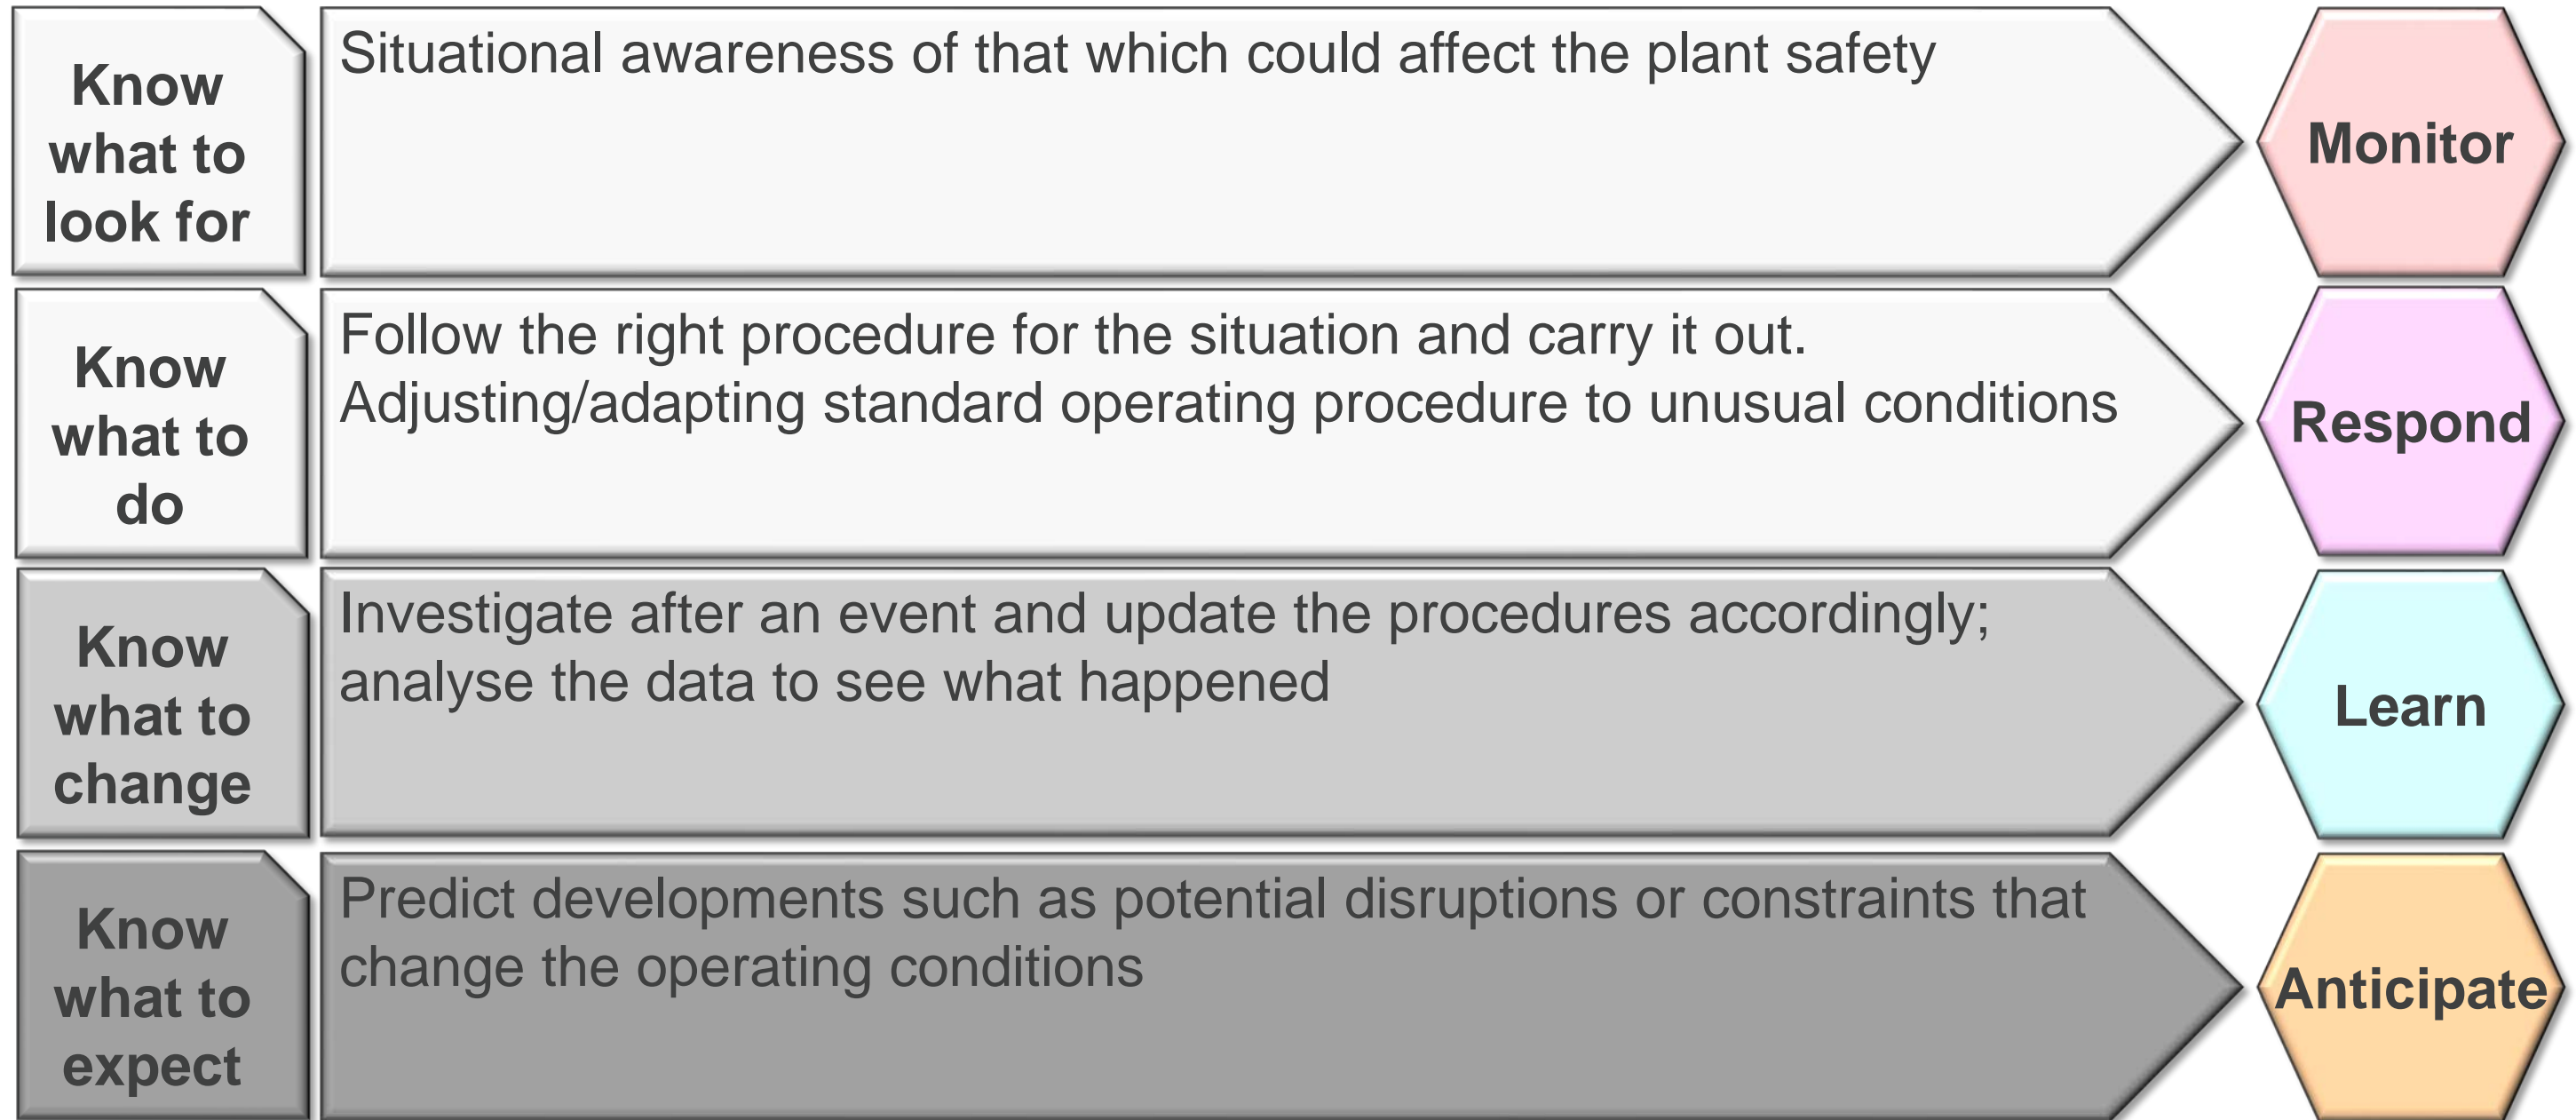 Know
what to
look for
Situational awareness of that which could affect the plant safety
Monitor
Know
what to
do
Follow the right procedure for the situation and carry it out.
Adjusting/adapting standard operating procedure to unusual conditions
Respond
Know
what to
change
Investigate after an event and update the procedures accordingly;
analyse the data to see what happened
Learn
Know
what to
expect
Predict developments such as potential disruptions or constraints that
change the operating conditions
Anticipate